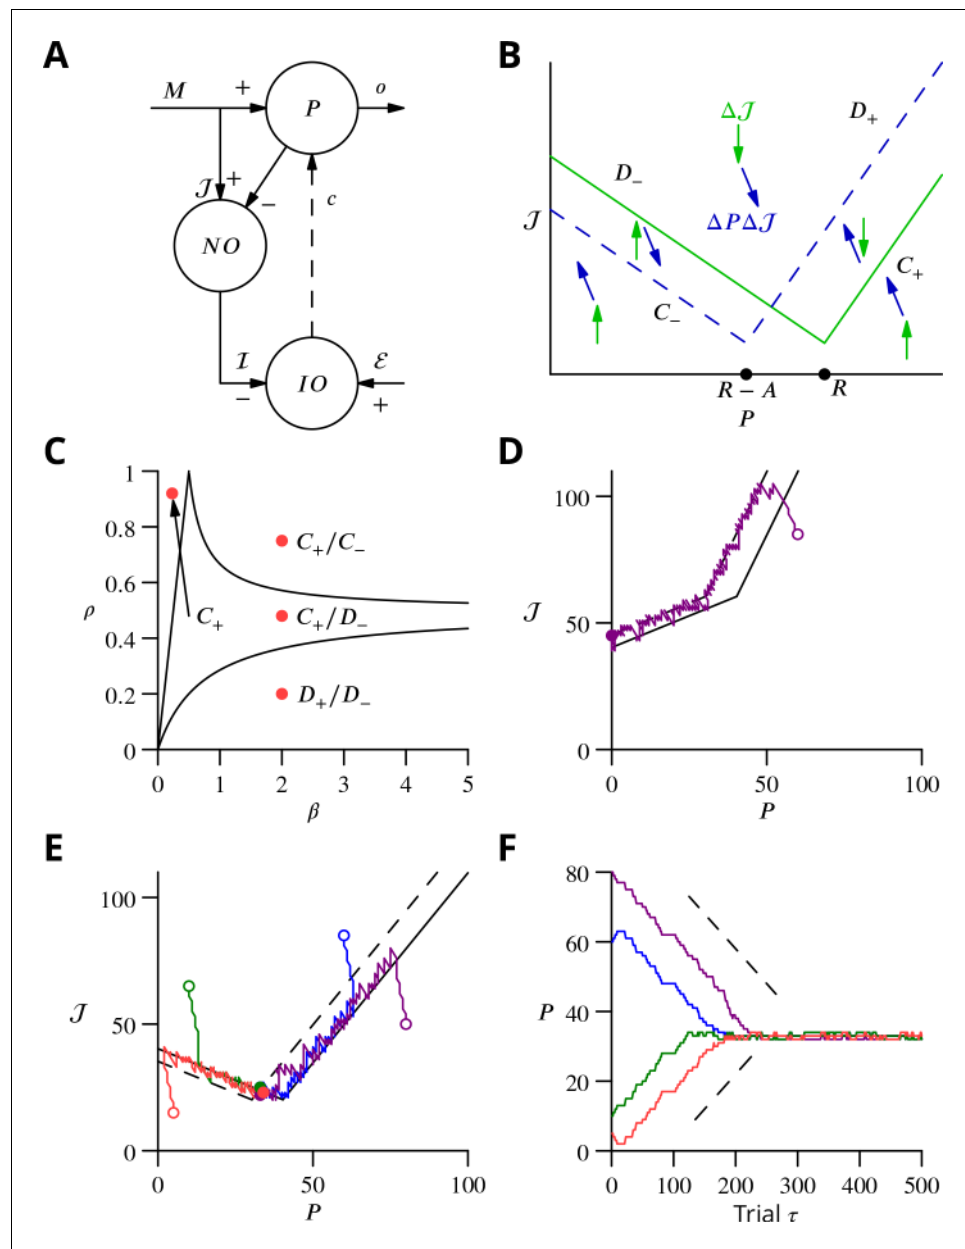 A
M
+
P
o
𝒥
+
−
c
NO
ℐ
−
IO
ℰ
+
B
𝒥
Δ𝒥
ΔPΔ𝒥
D₋
D₊
C₋
C₊
R − A
R
P
C
ρ
1
0.8
0.6
0.4
0.2
0
C₊
C₊/C₋
C₊/D₋
D₊/D₋
0 1 2 3 4 5
β
D
𝒥
100
50
0
0 50 100
P
E
𝒥
100
50
0
0 50 100
P
F
P
80
60
40
20
0
0 100 200 300 400 500
Trial τ